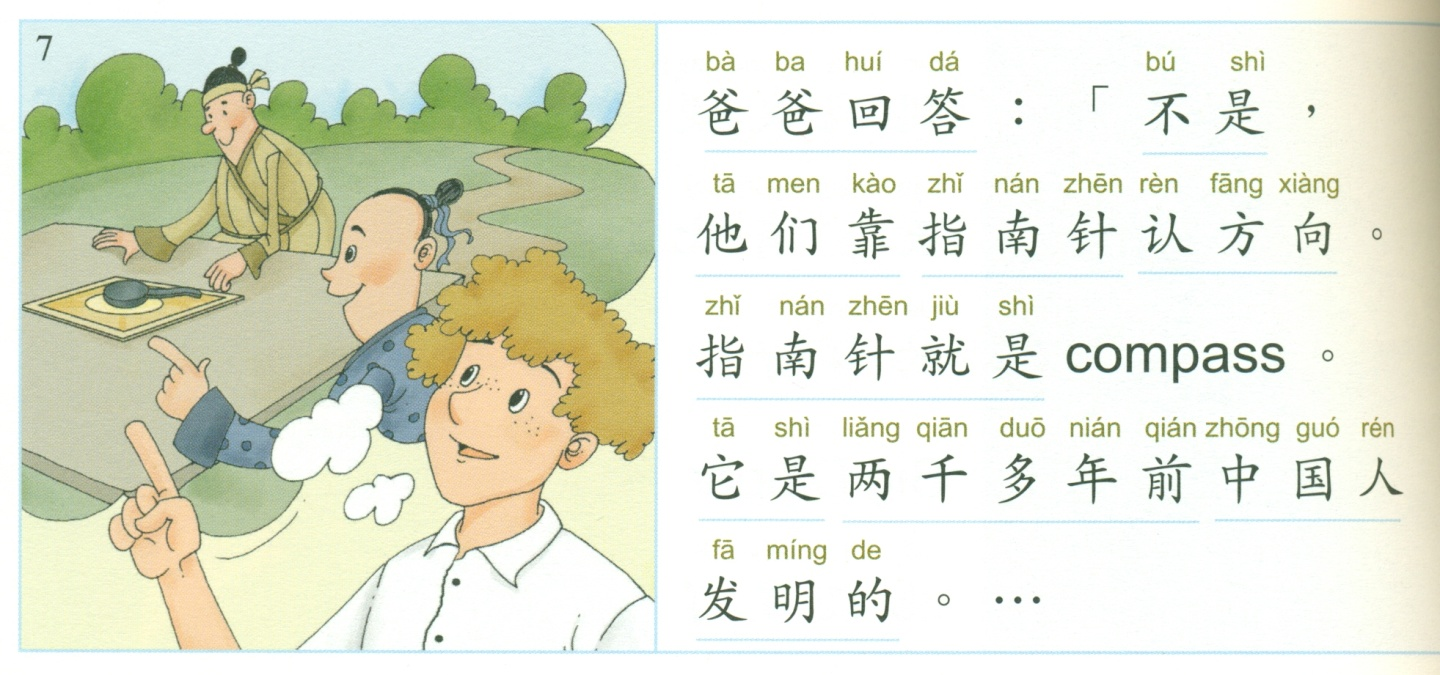 7
bà ba huí dá bú shì
爸爸回答：「不是，
tā men kào zhǐ nán zhēn rèn fāng xiàng
他们靠指南针认方向。
zhǐ nán zhēn jiù shì
指南针就是 compass。
tā shì liǎng qiān duō nián qián zhōng guó rén
它是两千多年前中国人
fā míng de
发明的。…